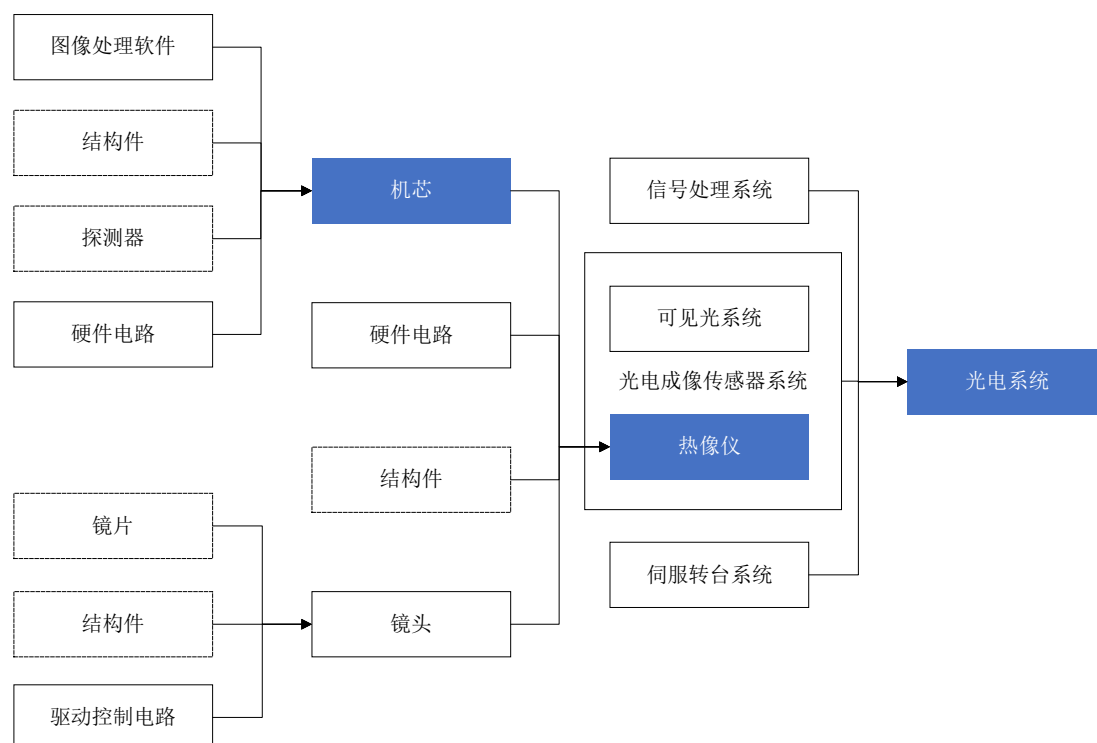 图像处理软件
结构件
探测器
硬件电路
镜片
结构件
驱动控制电路
机芯
硬件电路
结构件
镜头
信号处理系统
可见光系统
光电成像传感器系统
热像仪
伺服转台系统
光电系统